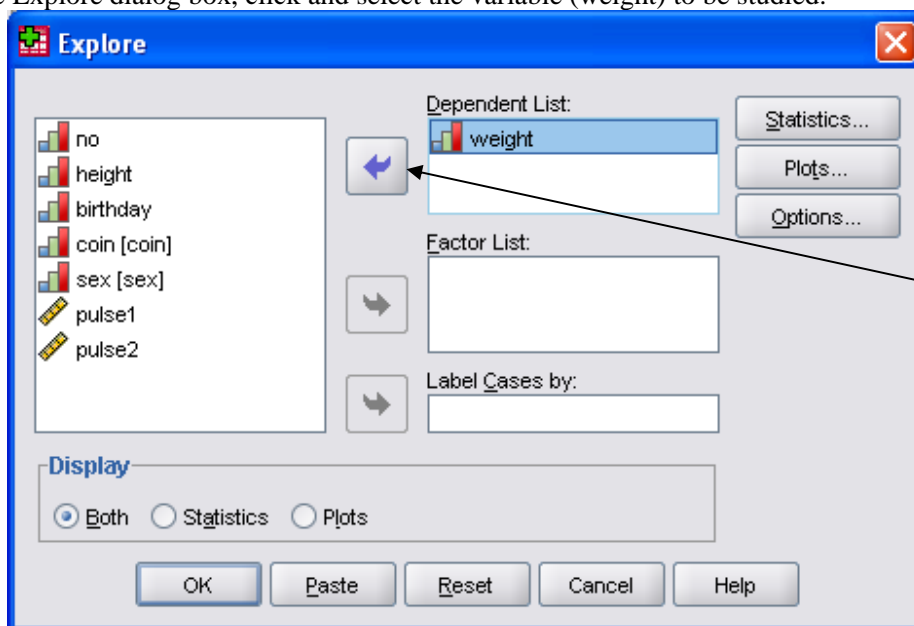 Explore dialog box, click and select the variable (weight) to be studied.
Explore
Dependent List:
weight
no
height
birthday
coin [coin]
sex [sex]
pulse1
pulse2
Factor List:
Label Cases by:
Statistics...
Plots...
Options...
Display
Both Statistics Plots
OK Paste Reset Cancel Help